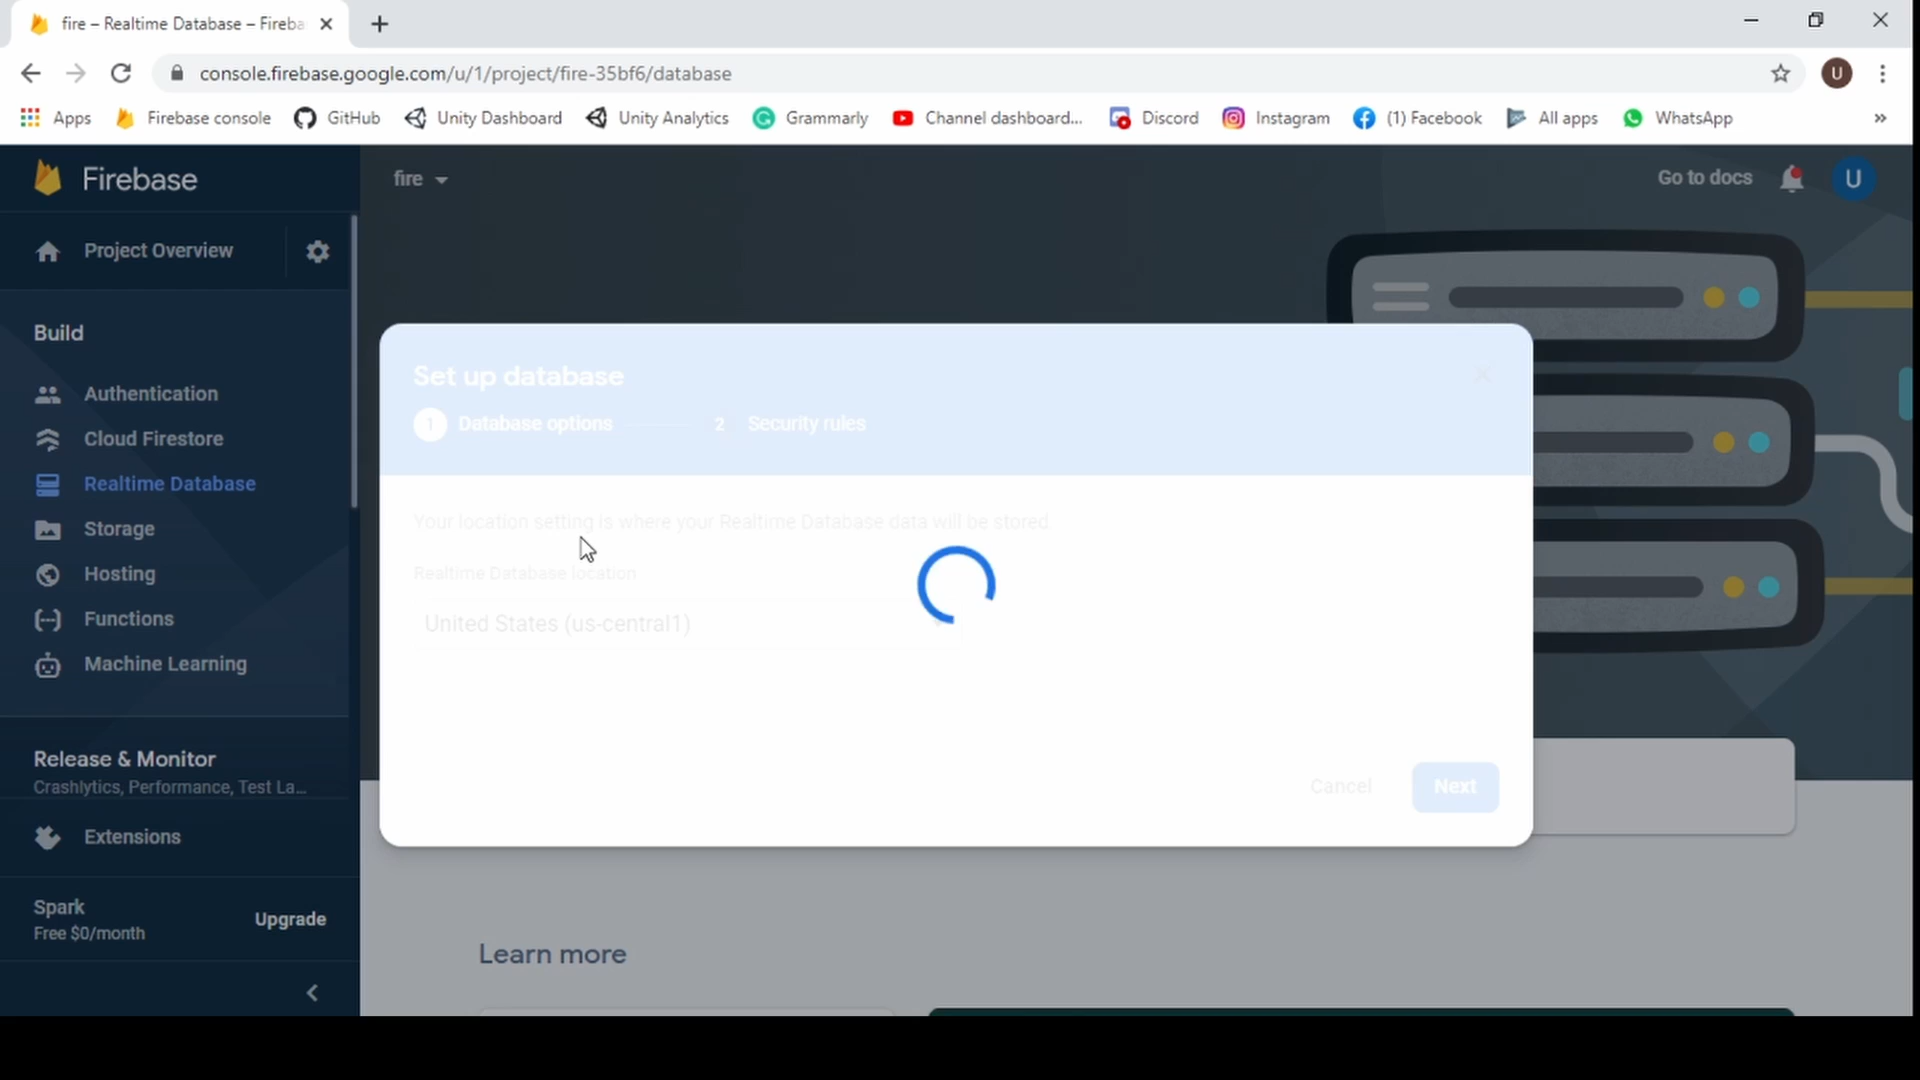 fire – Realtime Database – Fireba
console.firebase.google.com/u/1/project/fire-35bf6/database
U
Apps
Firebase console
GitHub
Unity Dashboard
Unity Analytics
Grammarly
Channel dashboard...
Discord
Instagram
(1) Facebook
All apps
WhatsApp
»
Firebase
fire
Go to docs
U
Project Overview
Build
Authentication
Cloud Firestore
Realtime Database
Storage
Hosting
Functions
Machine Learning
Release & Monitor
Crashlytics, Performance, Test La...
Extensions
Spark
Free $0/month
Upgrade
Set up database
1 Database options
2 Security rules
Your location setting is where your Realtime Database data will be stored
Realtime Database location
United States (us-central1)
Cancel
Next
Learn more